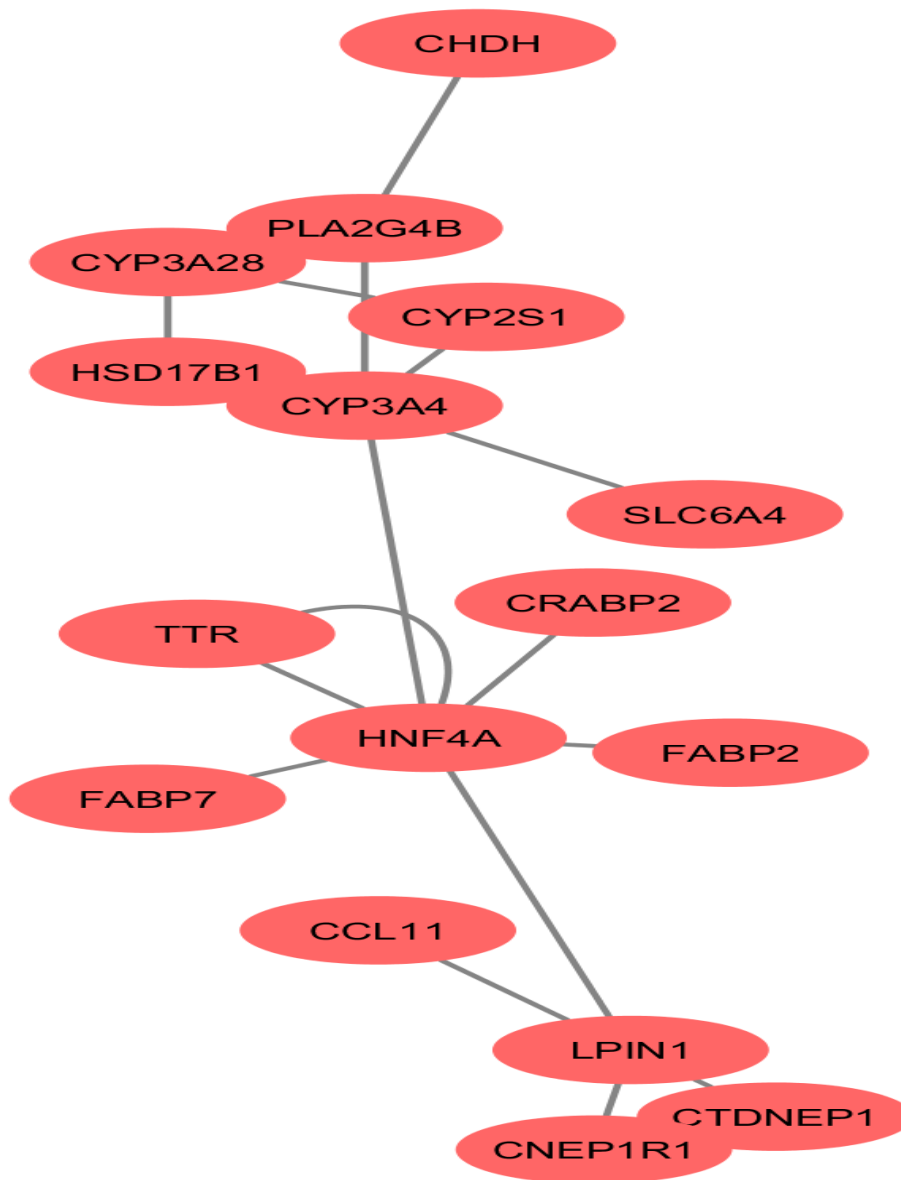 CHDH
PLA2G4B
CYP3A28
CYP2S1
HSD17B1
CYP3A4
SLC6A4
CRABP2
TTR
HNF4A
FABP2
FABP7
CCL11
LPIN1
CTDNEP1
CNEP1R1